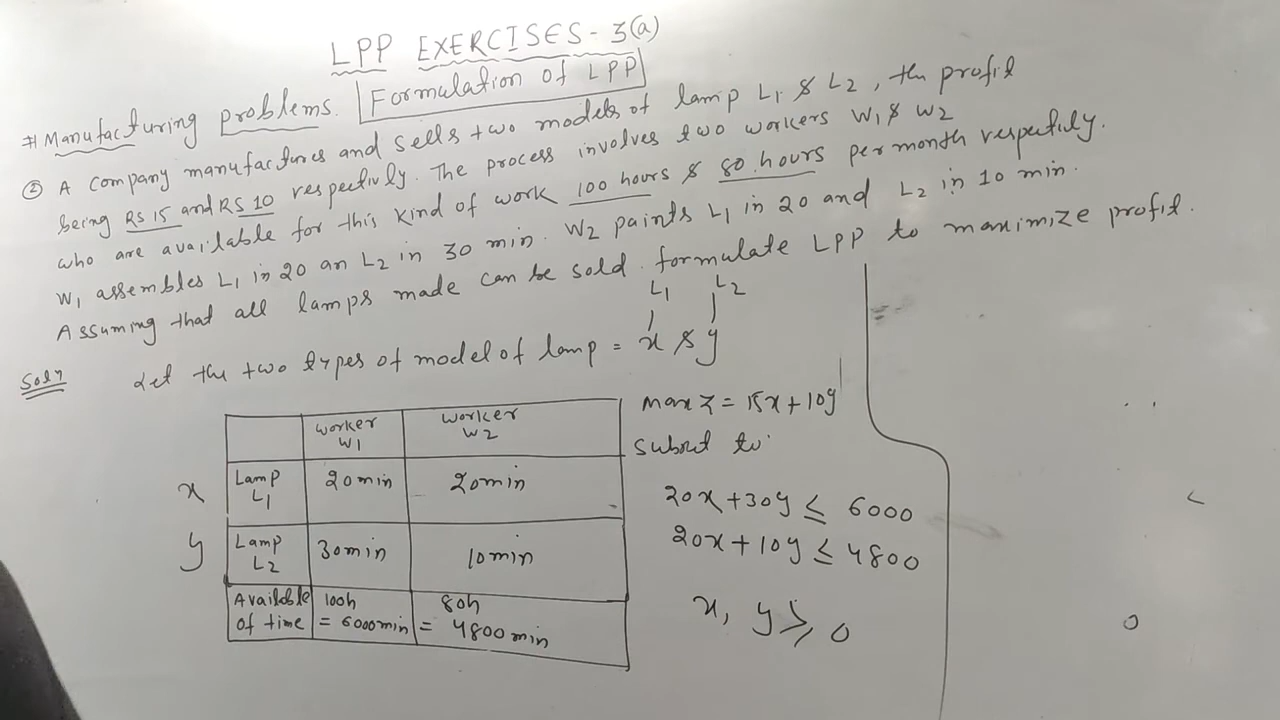 LPP EXERCISES - 3(a)
# Manufacturing problems. Formulation of LPP
② A company manufactures and sells two models of lamp L1 & L2, the profit
being RS 15 and RS 10 respectivly. The process involves two workers W1 & W2
who are available for this kind of work 100 hours & 80 hours per month respectivly.
W1 assembles L1 in 20 an L2 in 30 min. W2 paints L1 in 20 and L2 in 10 min.
Assuming that all lamps made can be sold. formulate LPP to maximize profit.
L1 L2
Soln Let the two types of model of lamp = x & y
worker W1 worker W2
x Lamp L1 20min 20min
y Lamp L2 30min 10min
Available of time 100h = 6000min 80h = 4800min
max Z = 15x + 10y
Subject to
20x + 30y ≤ 6000
20x + 10y ≤ 4800
x, y ≥ 0